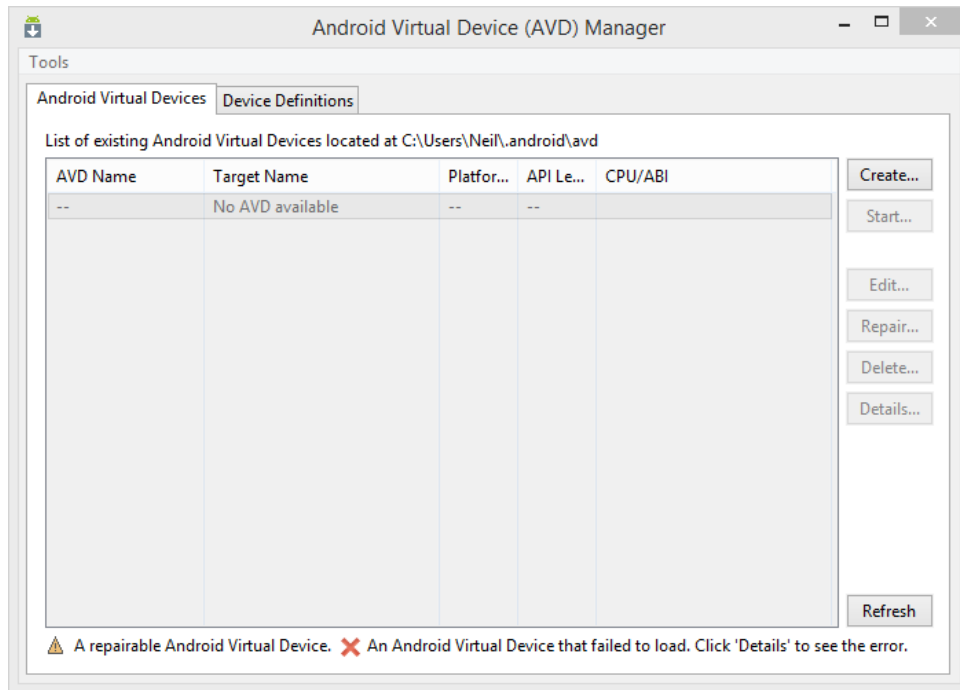 Android Virtual Device (AVD) Manager
Tools
Android Virtual Devices Device Definitions
List of existing Android Virtual Devices located at C:\Users\Neil\.android\avd
AVD Name Target Name Platfor... API Le... CPU/ABI Create...
-- No AVD available -- -- Start...
Edit...
Repair...
Delete...
Details...
Refresh
A repairable Android Virtual Device. An Android Virtual Device that failed to load. Click 'Details' to see the error.